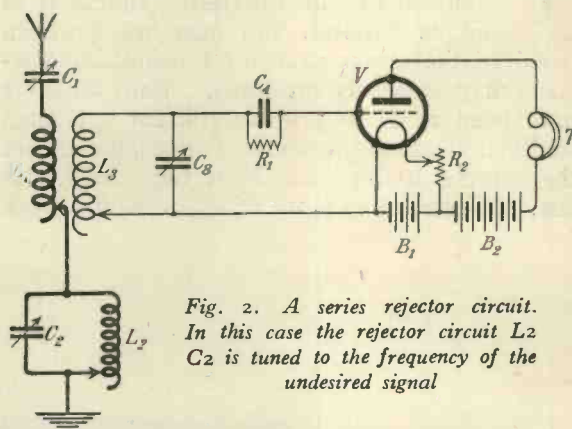 C₁
L₃
C₄
R₁
C₈
V
R₂
T
B₁
B₂
C₂
L₂
Fig. 2. A series rejector circuit.
In this case the rejector circuit L2
C2 is tuned to the frequency of the
undesired signal